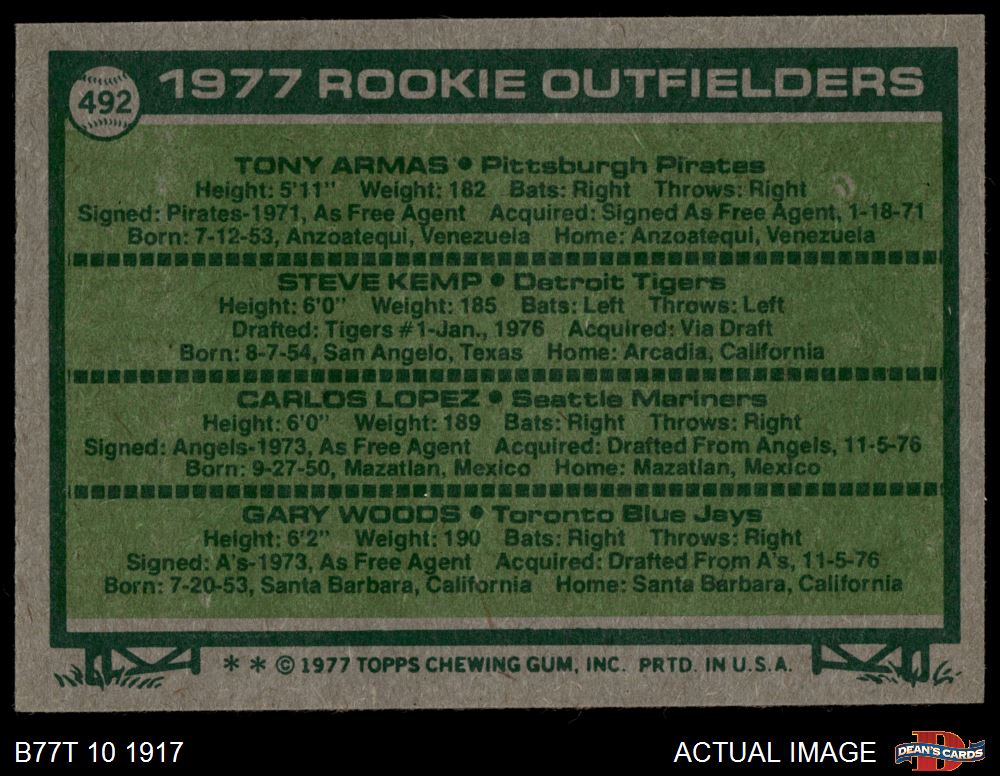 492
1977 ROOKIE OUTFIELDERS
TONY ARMAS • Pittsburgh Pirates
Height: 5'11" Weight: 182 Bats: Right Throws: Right
Signed: Pirates-1971, As Free Agent Acquired: Signed As Free Agent, 1-18-71
Born: 7-12-53, Anzoatequi, Venezuela Home: Anzoatequi, Venezuela
STEVE KEMP • Detroit Tigers
Height: 6'0" Weight: 185 Bats: Left Throws: Left
Drafted: Tigers #1-Jan., 1976 Acquired: Via Draft
Born: 8-7-54, San Angelo, Texas Home: Arcadia, California
CARLOS LOPEZ • Seattle Mariners
Height: 6'0" Weight: 189 Bats: Right Throws: Right
Signed: Angels-1973, As Free Agent Acquired: Drafted From Angels, 11-5-76
Born: 9-27-50, Mazatlan, Mexico Home: Mazatlan, Mexico
GARY WOODS • Toronto Blue Jays
Height: 6'2" Weight: 190 Bats: Right Throws: Right
Signed: A's-1973, As Free Agent Acquired: Drafted From A's, 11-5-76
Born: 7-20-53, Santa Barbara, California Home: Santa Barbara, California
* * © 1977 TOPPS CHEWING GUM, INC. PRTD. IN U.S.A.
B77T 10 1917
ACTUAL IMAGE
DEAN'S CARDS